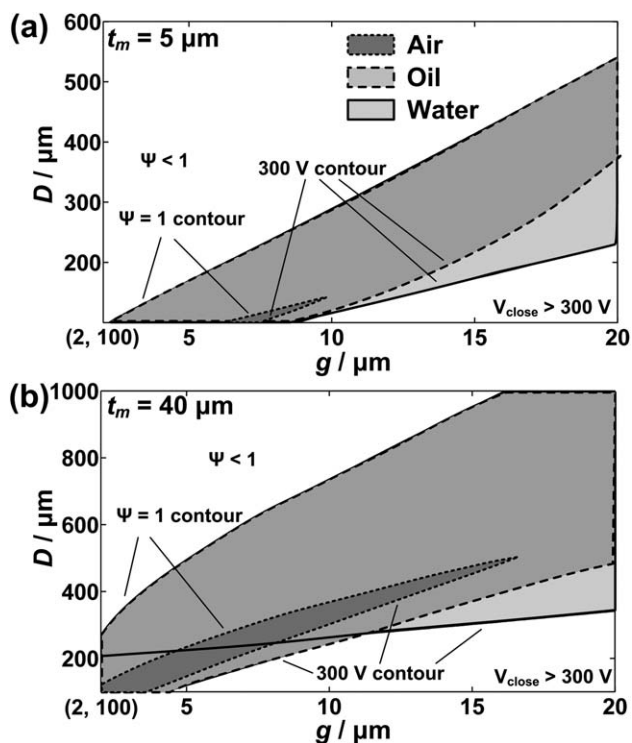 (a)
t_m = 5 µm
Air
Oil
Water
Ψ < 1
300 V contour
Ψ = 1 contour
V_close > 300 V
600
500
400
300
200
D / µm
(2, 100)
5
10
15
20
g / µm
(b)
t_m = 40 µm
Ψ < 1
Ψ = 1 contour
300 V contour
V_close > 300 V
1000
800
600
400
200
D / µm
(2, 100)
5
10
15
20
g / µm